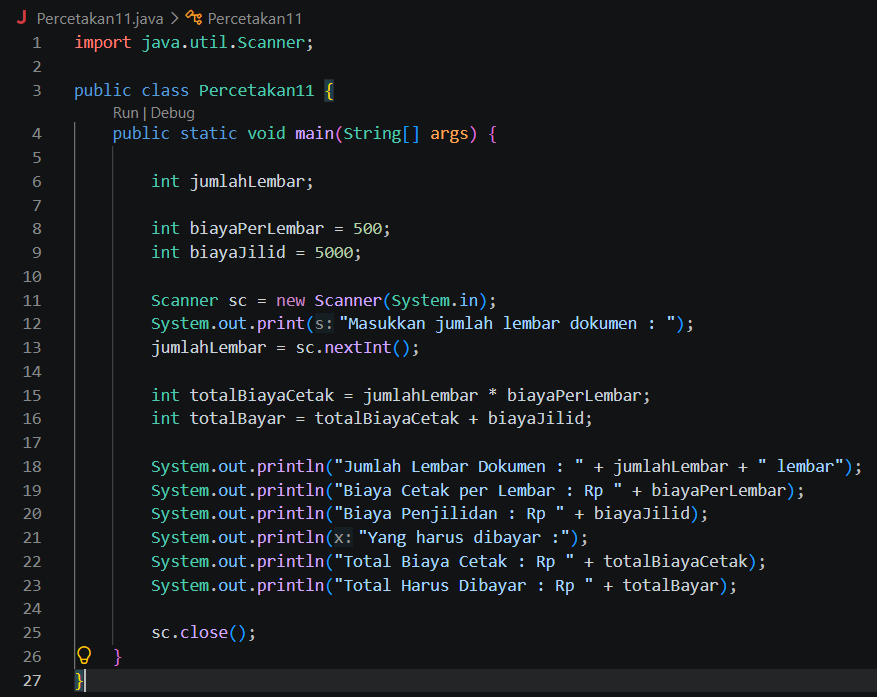 Percetakan11.java > Percetakan11
1 import java.util.Scanner;
2
3 public class Percetakan11 {
Run | Debug
4 public static void main(String[] args) {
5
6 int jumlahLembar;
7
8 int biayaPerLembar = 500;
9 int biayaJilid = 5000;
10
11 Scanner sc = new Scanner(System.in);
12 System.out.print(s: "Masukkan jumlah lembar dokumen : ");
13 jumlahLembar = sc.nextInt();
14
15 int totalBiayaCetak = jumlahLembar * biayaPerLembar;
16 int totalBayar = totalBiayaCetak + biayaJilid;
17
18 System.out.println("Jumlah Lembar Dokumen : " + jumlahLembar + " lembar");
19 System.out.println("Biaya Cetak per Lembar : Rp " + biayaPerLembar);
20 System.out.println("Biaya Penjilidan : Rp " + biayaJilid);
21 System.out.println(x: "Yang harus dibayar :");
22 System.out.println("Total Biaya Cetak : Rp " + totalBiayaCetak);
23 System.out.println("Total Harus Dibayar : Rp " + totalBayar);
24
25 sc.close();
26 }
27 }